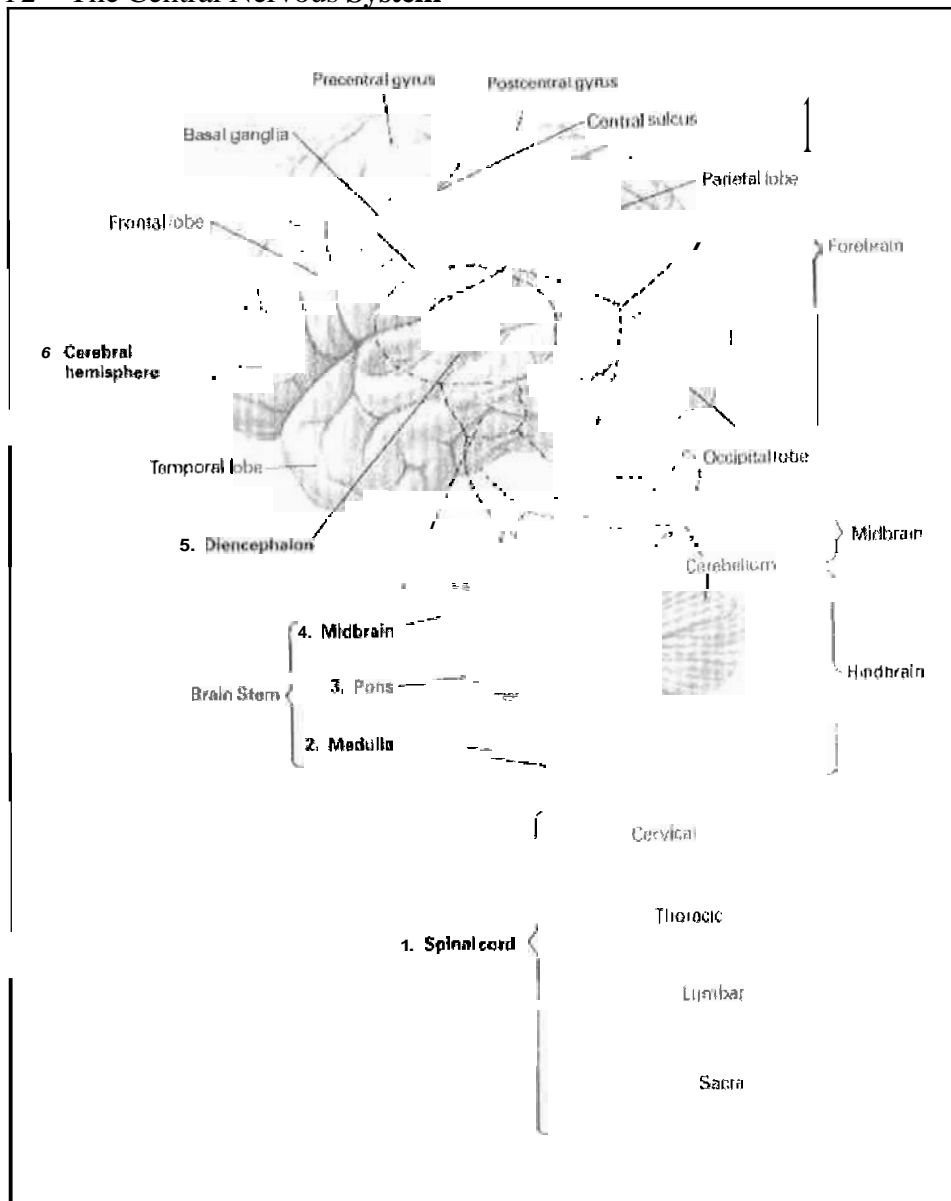 The Central Nervous System
Precentral gyrus
Postcentral gyrus
Basal ganglia
Central sulcus
Parietal lobe
Frontal lobe
Forebrain
6 Cerebral
hemisphere
Temporal lobe
Occipital lobe
5. Diencephalon
Midbrain
Cerebellum
4. Midbrain
Brain Stem
3. Pons
Hindbrain
2. Medulla
Cervical
Thoracic
1. Spinal cord
Lumbar
Sacra